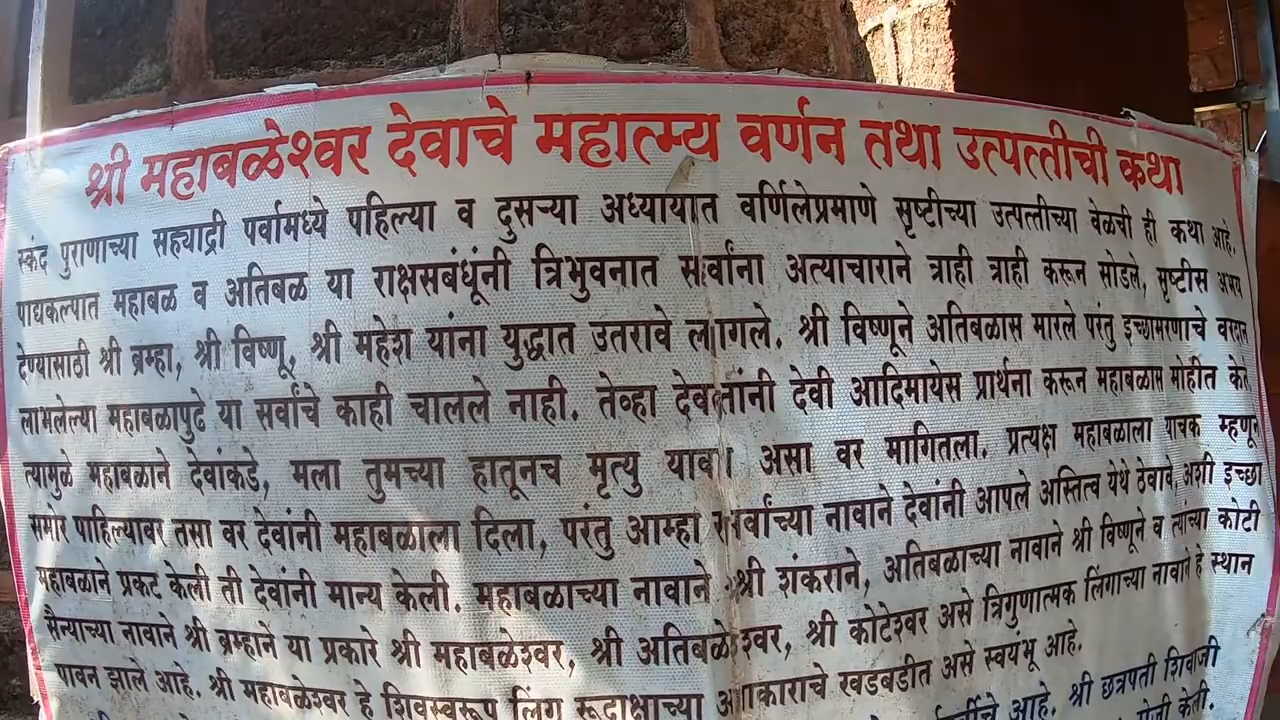 श्री महाबळेश्वर देवाचे महात्म्य वर्णन तथा उत्पत्तीची कथा
स्कंद पुराणाच्या सह्याद्री पर्वामध्ये पहिल्या व दुसऱ्या अध्यायात वर्णिलेप्रमाणे सृष्टीच्या उत्पत्तीच्या वेळची ही कथा आहे.
पाद्यकल्पात महाबळ व अतिबळ या राक्षसबंधूंनी त्रिभुवनात सर्वांना अत्याचाराने त्राही त्राही करून सोडले, सृष्टीस अभय
देण्यासाठी श्री ब्रम्हा, श्री विष्णू, श्री महेश यांना युद्धात उतरावे लागले. श्री विष्णूने अतिबळास मारले परंतु इच्छामरणाचे वरदान
लाभलेल्या महाबळापुढे या सर्वांचे काही चालले नाही. तेव्हा देवतांनी देवी आदिमायेस प्रार्थना करून महाबळास मोहीत केले
त्यामुळे महाबळाने देवांकडे, मला तुमच्या हातूनच मृत्यु यावा असा वर मागितला. प्रत्यक्ष महाबळाला याचक म्हणून
समोर पाहिल्यावर तसा वर देवांनी महाबळाला दिला, परंतु आम्हा सर्वांच्या नावाने देवांनी आपले अस्तित्व येथे ठेवावे अशी इच्छा
महाबळाने प्रकट केली ती देवांनी मान्य केली. महाबळाच्या नावाने श्री शंकराने, अतिबळाच्या नावाने श्री विष्णूने व त्यांच्या कोटी
सैन्याच्या नावाने श्री ब्रम्हाने या प्रकारे श्री महाबळेश्वर, श्री अतिबळेश्वर, श्री कोटेश्वर असे त्रिगुणात्मक लिंगाच्या नावाने हे स्थान
पावन झाले आहे. श्री महाबळेश्वर हे शिवस्वरूप लिंग रूद्राक्षाच्या आकाराचे खडबडीत असे स्वयंभू आहे.
आहे. श्री छत्रपती शिवाजी
केली.